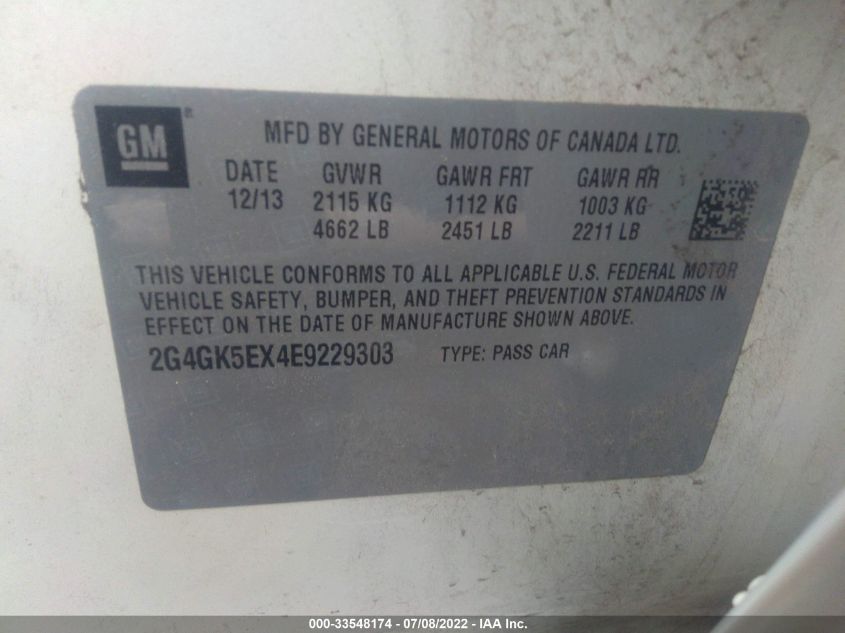 GM ®
MFD BY GENERAL MOTORS OF CANADA LTD.
DATE GVWR GAWR FRT GAWR RR
12/13 2115 KG 1112 KG 1003 KG
4662 LB 2451 LB 2211 LB
THIS VEHICLE CONFORMS TO ALL APPLICABLE U.S. FEDERAL MOTOR
VEHICLE SAFETY, BUMPER, AND THEFT PREVENTION STANDARDS IN
EFFECT ON THE DATE OF MANUFACTURE SHOWN ABOVE.
2G4GK5EX4E9229303 TYPE: PASS CAR
000-33548174 - 07/08/2022 - IAA Inc.